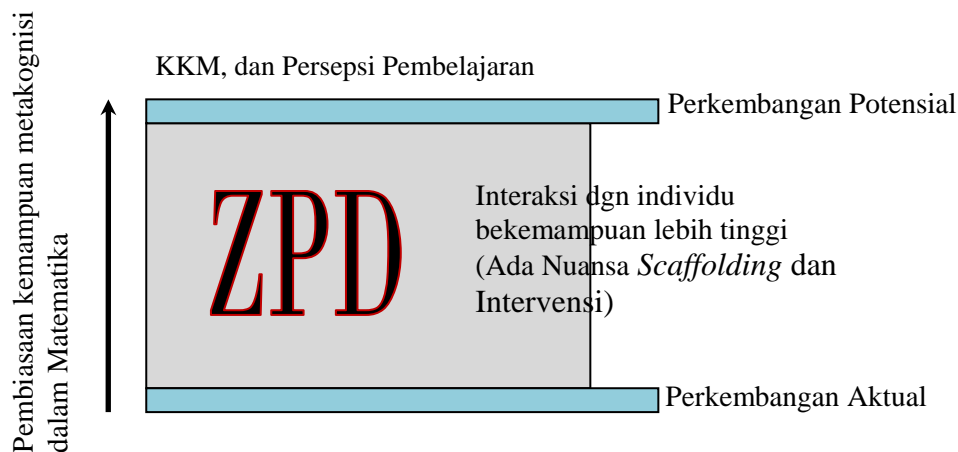 Pembiasaan kemampuan metakognisi
dalam Matematika
KKM, dan Persepsi Pembelajaran
Perkembangan Potensial
ZPD
Interaksi dgn individu
bekemampuan lebih tinggi
(Ada Nuansa Scaffolding dan
Intervensi)
Perkembangan Aktual